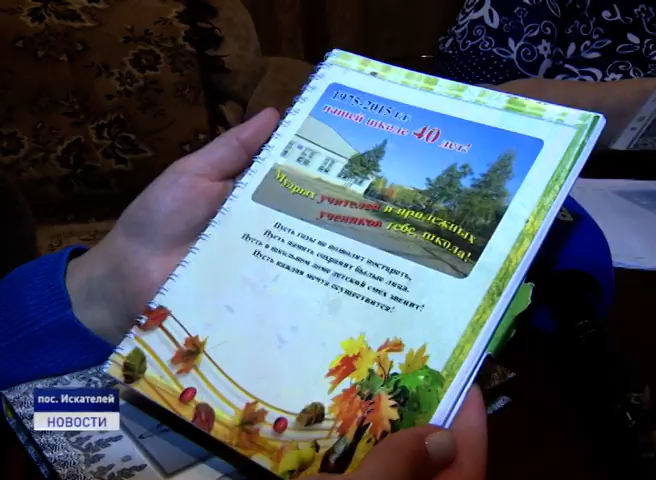 1975-2015 г.г.
нашей школе 40 лет!
Мудрых учителей и прилежных
учеников тебе, школа!
Пусть годы не позволят постареть,
Пусть память сохранит былые лица.
Пусть в школьном доме детский смех звенит!
Пусть каждая мечта осуществится!
пос. Искателей
НОВОСТИ